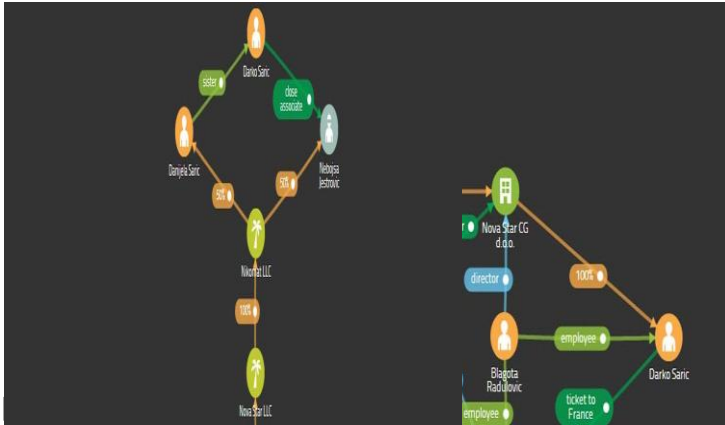 Darko Saric
sister
close
associate
Danijela Saric
Nebojsa
Jestrovic
50%
50%
Nikomat LLC
100%
Nova Star LLC
Nova Star CG
d.o.o.
r
director
100%
employee
Blagota
Radulovic
Darko Saric
ticket to
France
employee